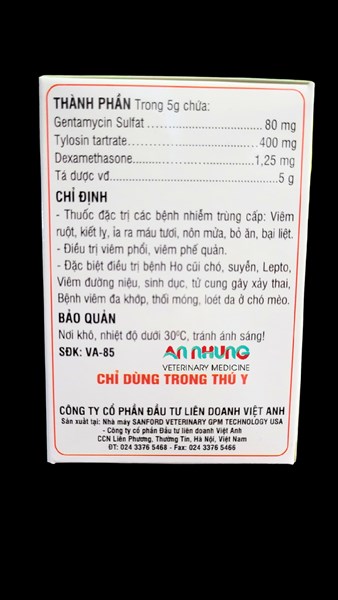 THÀNH PHẦN Trong 5g chứa:
Gentamycin Sulfat ........................ 80 mg
Tylosin tartrate............................400 mg
Dexamethasone...........................1,25 mg
Tá dược vđ.....................................5 g
CHỈ ĐỊNH
- Thuốc đặc trị các bệnh nhiễm trùng cấp: Viêm
ruột, kiết lỵ, ỉa ra máu tươi, nôn mửa, bỏ ăn, bại liệt.
- Điều trị viêm phổi, viêm phế quản.
- Đặc biệt điều trị bệnh Ho cũi chó, suyễn, Lepto,
Viêm đường niệu, sinh dục, tử cung gây xảy thai,
Bệnh viêm đa khớp, thối móng, loét da ở chó mèo.
BẢO QUẢN
Nơi khô, nhiệt độ dưới 30ºC, tránh ánh sáng!
SĐK: VA-85
AN NHUNG
VETERINARY MEDICINE
CHỈ DÙNG TRONG THÚ Y
CÔNG TY CỔ PHẦN ĐẦU TƯ LIÊN DOANH VIỆT ANH
Sản xuất tại: Nhà máy SANFORD VETERINARY GPM TECHNOLOGY USA
- Công ty cổ phần Đầu tư liên doanh Việt Anh
CCN Liên Phương, Thường Tín, Hà Nội, Việt Nam
ĐT: 024 3376 5468 - Fax: 024 3376 5466